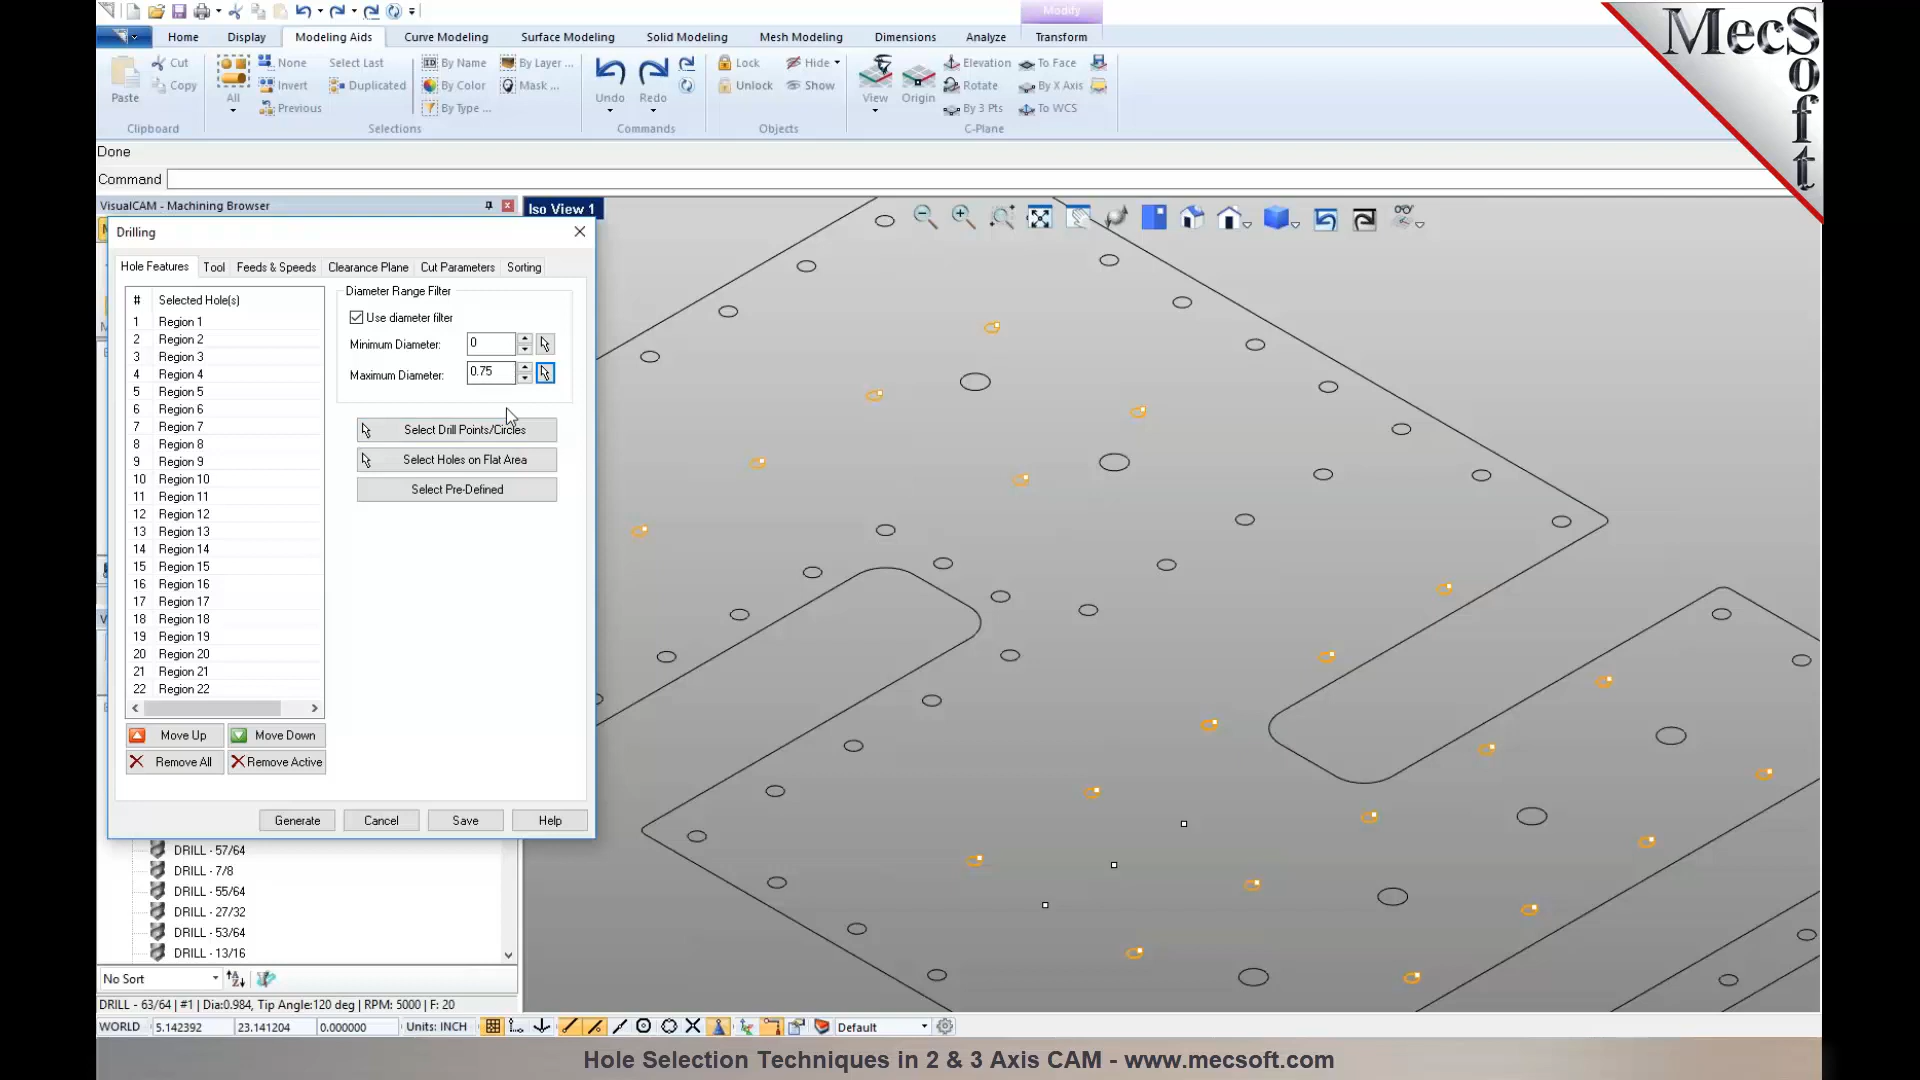 Modify
Home
Display
Modeling Aids
Curve Modeling
Surface Modeling
Solid Modeling
Mesh Modeling
Dimensions
Analyze
Transform
MecSoft
Paste
Cut
Copy
Clipboard
All
None
Invert
Previous
Select Last
Duplicated
By Name
By Color
By Type ...
By Layer ...
Mask ...
Selections
Undo
Redo
Commands
Lock
Unlock
Hide
Show
Objects
View
Origin
Elevation
Rotate
By 3 Pts
To Face
By X Axis
To WCS
C-Plane
Done
Command
VisualCAM - Machining Browser
Iso View 1
Drilling
Hole Features
Tool
Feeds & Speeds
Clearance Plane
Cut Parameters
Sorting
# Selected Hole(s)
1 Region 1
2 Region 2
3 Region 3
4 Region 4
5 Region 5
6 Region 6
7 Region 7
8 Region 8
9 Region 9
10 Region 10
11 Region 11
12 Region 12
13 Region 13
14 Region 14
15 Region 15
16 Region 16
17 Region 17
18 Region 18
19 Region 19
20 Region 20
21 Region 21
22 Region 22
Diameter Range Filter
Use diameter filter
Minimum Diameter: 0
Maximum Diameter: 0.75
Select Drill Points/Circles
Select Holes on Flat Area
Select Pre-Defined
Move Up
Move Down
Remove All
Remove Active
Generate
Cancel
Save
Help
DRILL - 57/64
DRILL - 7/8
DRILL - 55/64
DRILL - 27/32
DRILL - 53/64
DRILL - 13/16
No Sort
DRILL - 63/64 | #1 | Dia:0.984, Tip Angle:120 deg | RPM: 5000 | F: 20
WORLD 5.142392 23.141204 0.000000 Units: INCH
Default
Hole Selection Techniques in 2 & 3 Axis CAM - www.mecsoft.com